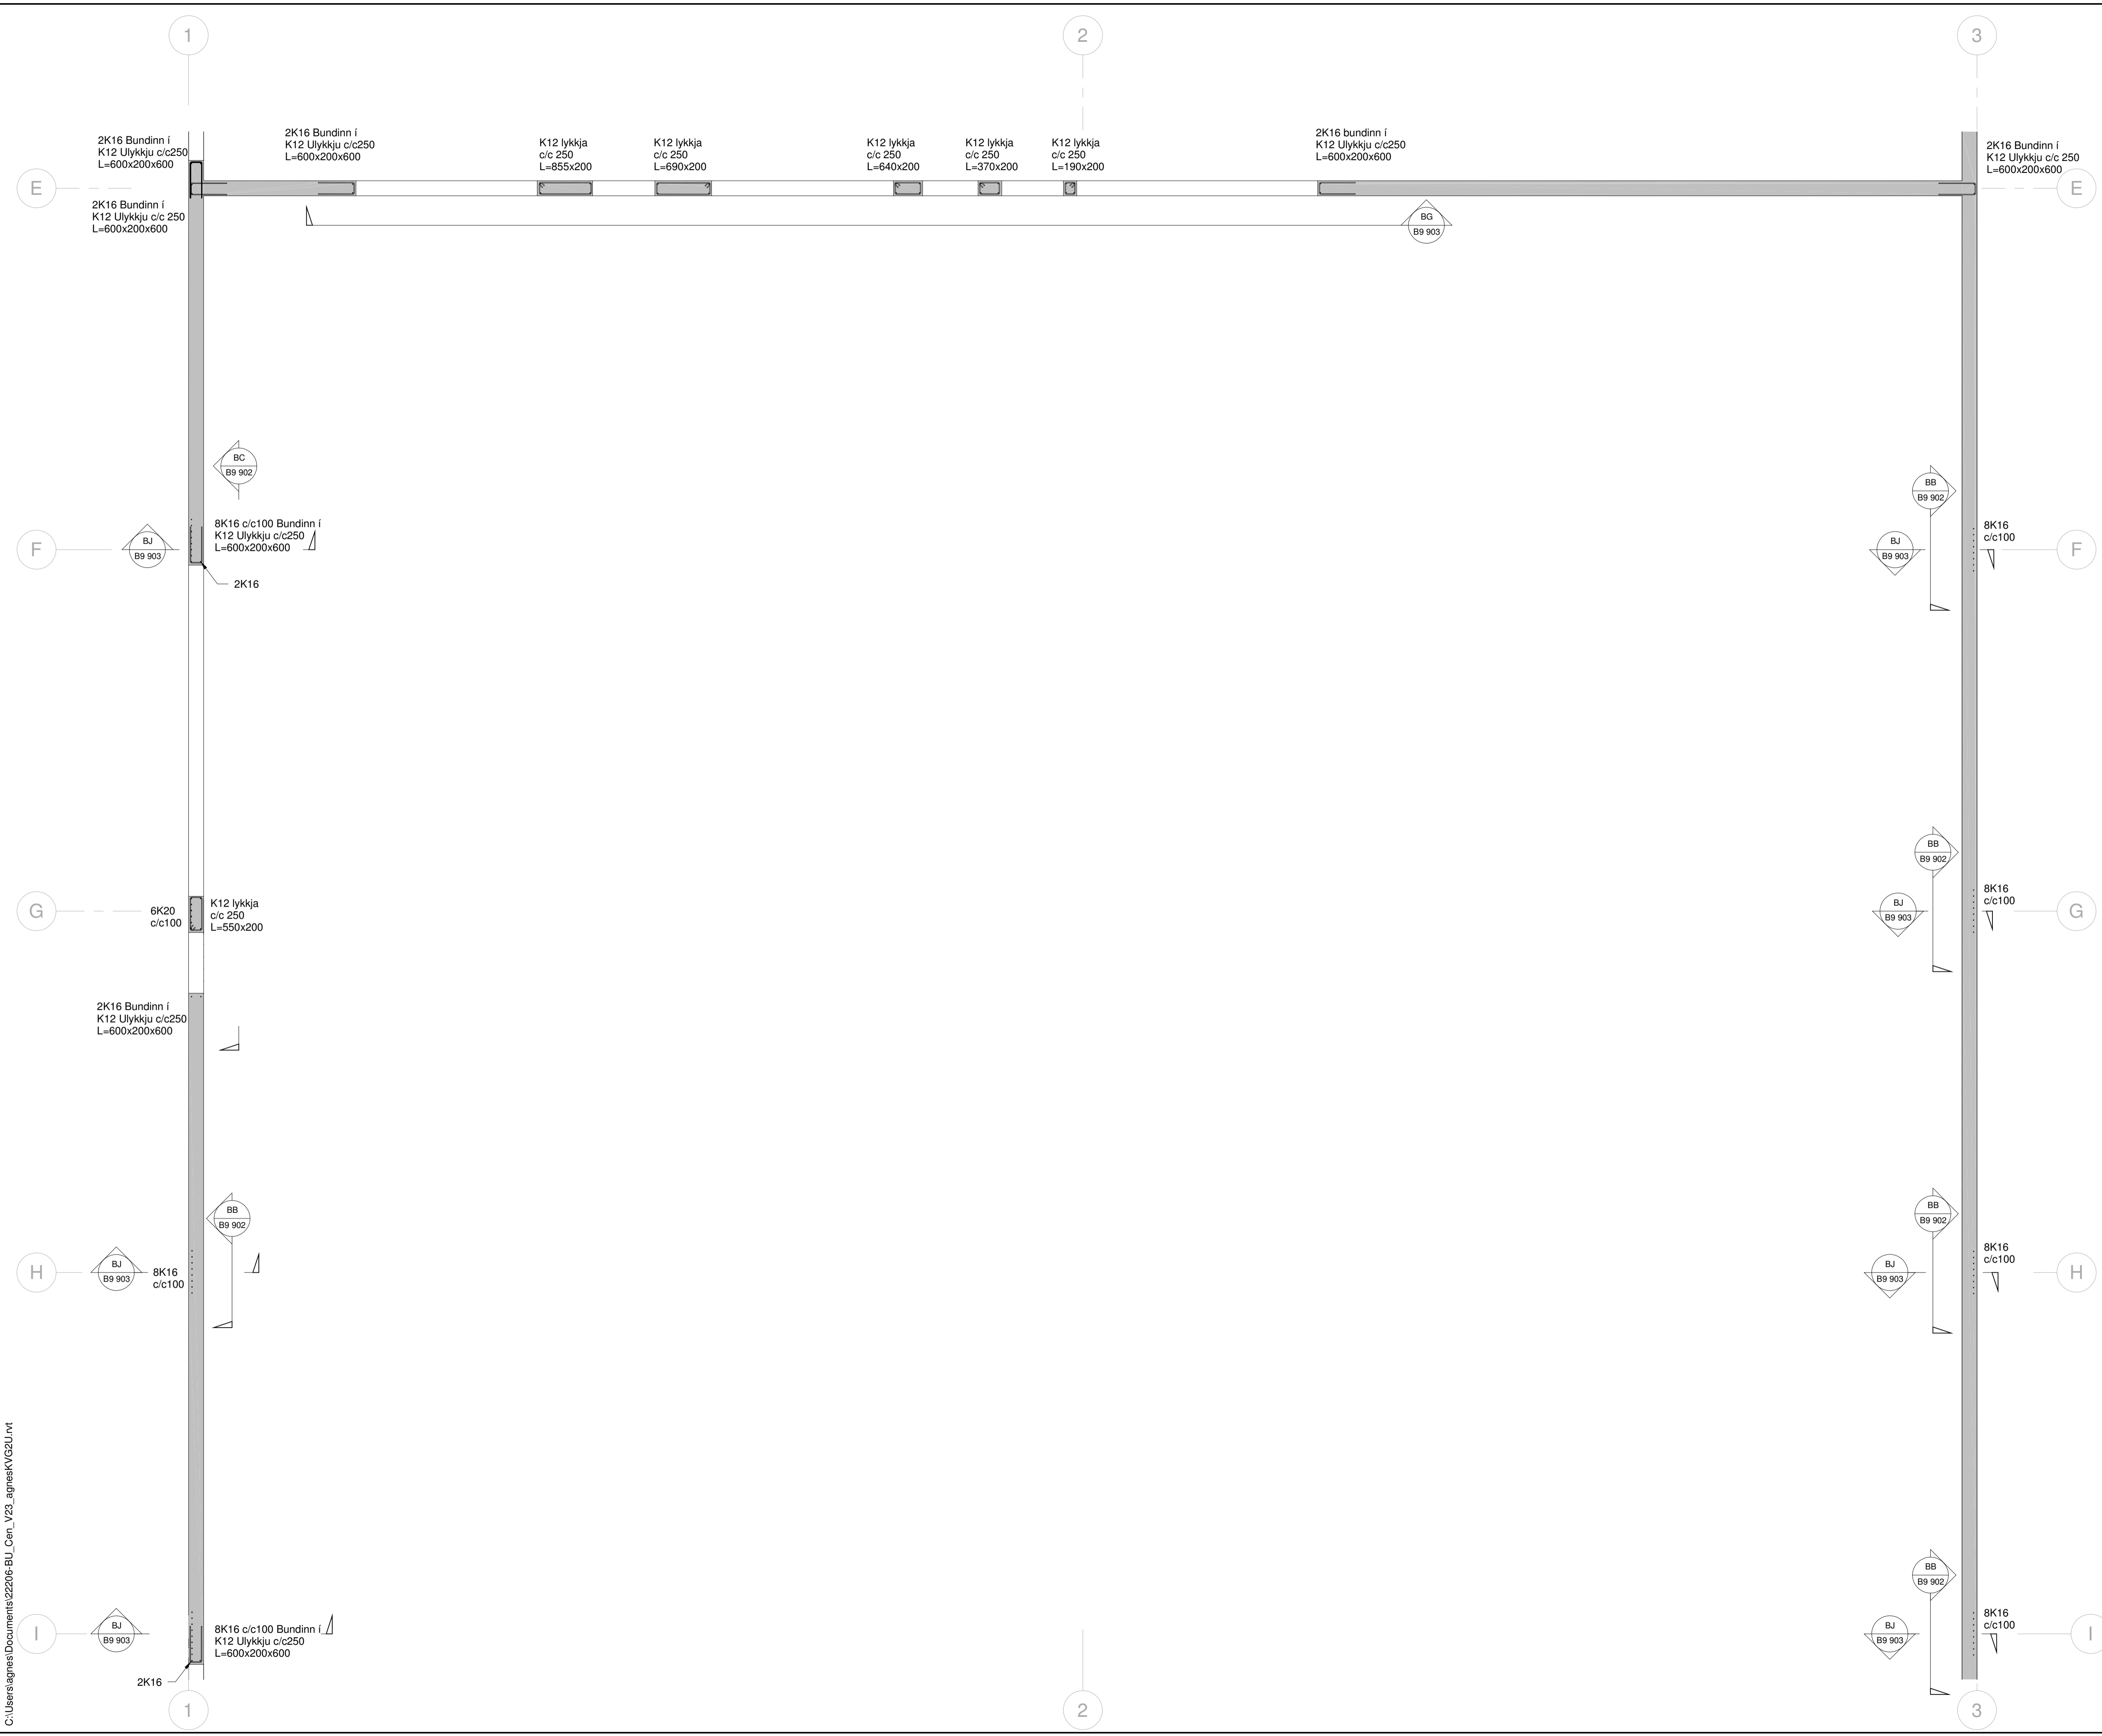 1
2
3
2K16 Bundinn í
K12 Ulykkju c/c250
L=600x200x600
2K16 Bundinn í
K12 Ulykkju c/c250
L=600x200x600
K12 lykkja
c/c 250
L=855x200
K12 lykkja
c/c 250
L=690x200
K12 lykkja
c/c 250
L=640x200
K12 lykkja
c/c 250
L=370x200
K12 lykkja
c/c 250
L=190x200
2K16 bundinn í
K12 Ulykkju c/c250
L=600x200x600
2K16 Bundinn í
K12 Ulykkju c/c 250
L=600x200x600
E
E
2K16 Bundinn í
K12 Ulykkju c/c 250
L=600x200x600
BG
B9 903
BC
B9 902
BB
B9 902
F
BJ
B9 903
8K16 c/c100 Bundinn í
K12 Ulykkju c/c250
L=600x200x600
2K16
BJ
B9 903
8K16
c/c100
F
BB
B9 902
G
6K20
c/c100
K12 lykkja
c/c 250
L=550x200
BJ
B9 903
8K16
c/c100
G
2K16 Bundinn í
K12 Ulykkju c/c250
L=600x200x600
BB
B9 902
BB
B9 902
H
BJ
B9 903
8K16
c/c100
BJ
B9 903
8K16
c/c100
H
BB
B9 902
I
BJ
B9 903
8K16 c/c100 Bundinn í
K12 Ulykkju c/c250
L=600x200x600
2K16
BJ
B9 903
8K16
c/c100
I
1
2
3
C:\Users\agnes\Documents\22206-BU_Cen_V23_agnesKVG2U.rvt